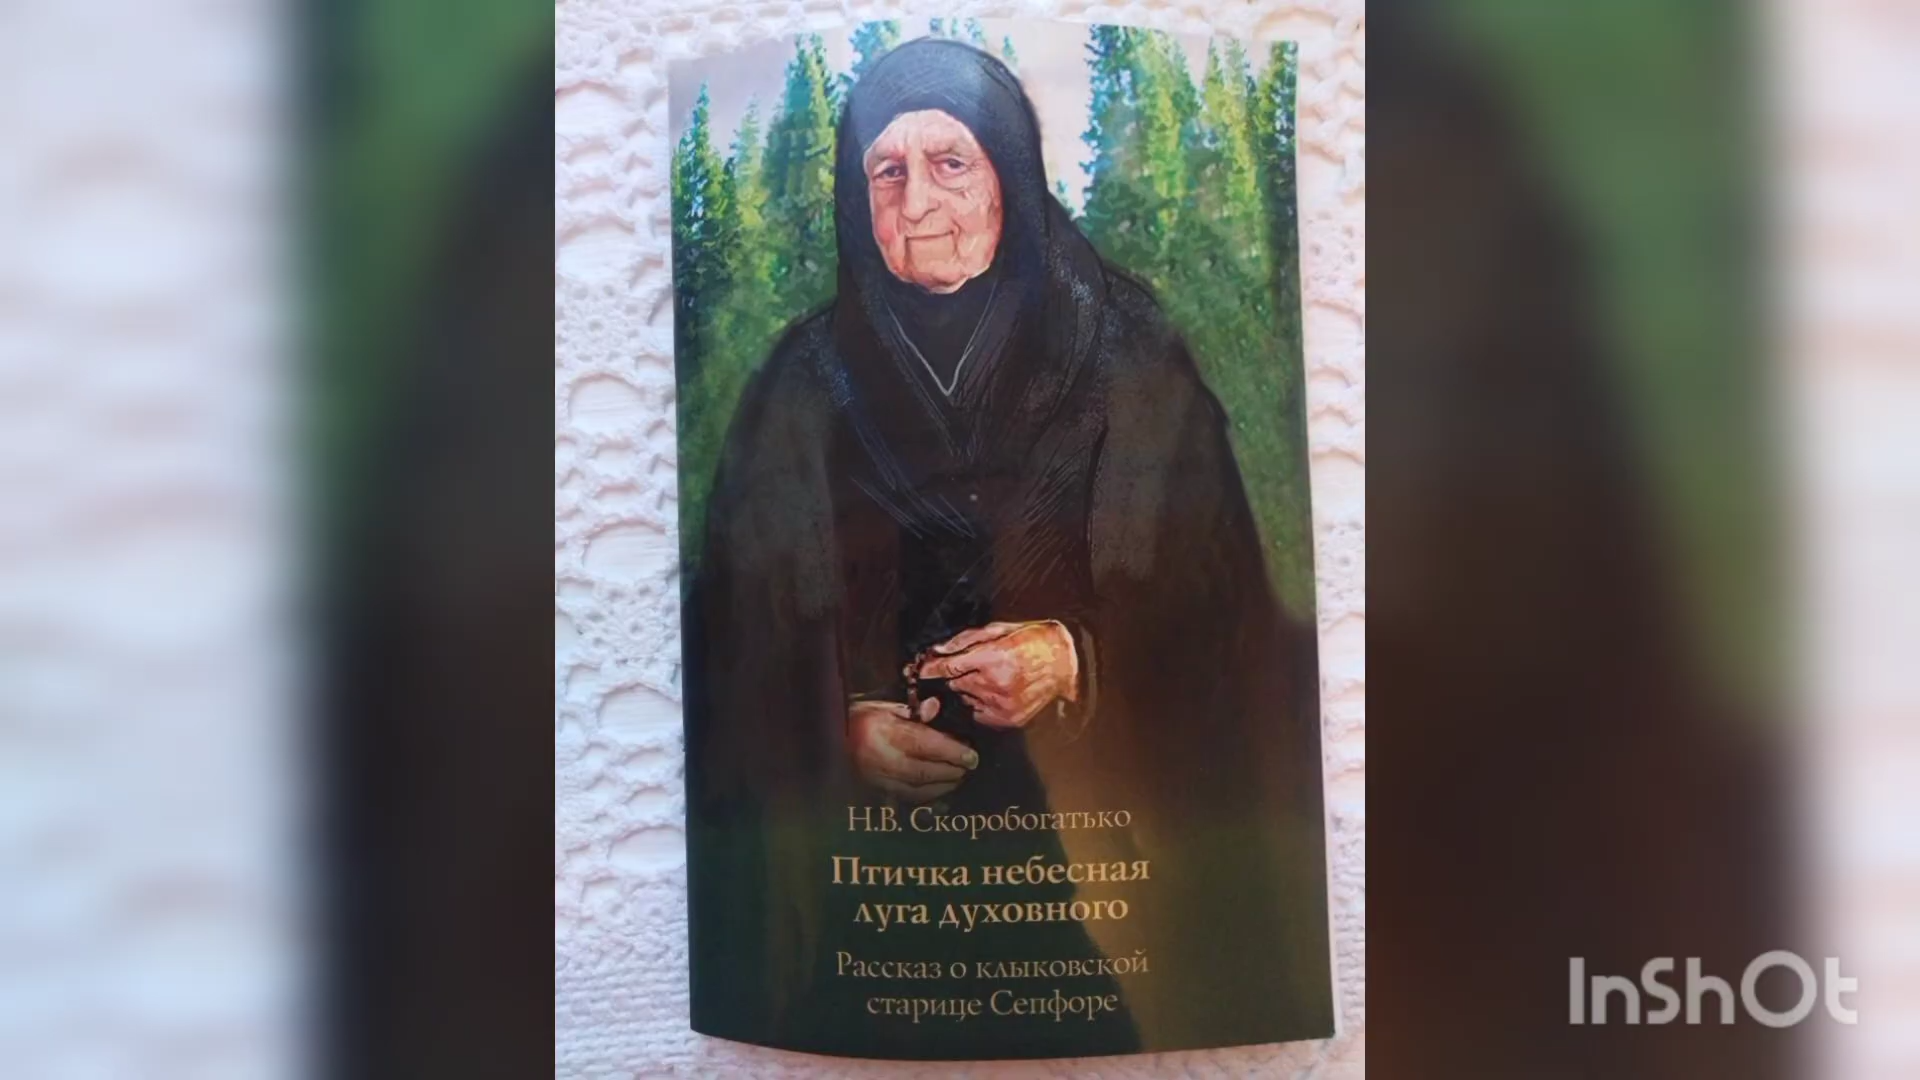 Н.В. Скоробогатько
Птичка небесная
луга духовного
Рассказ о клыковской
старице Сепфоре
InShOt